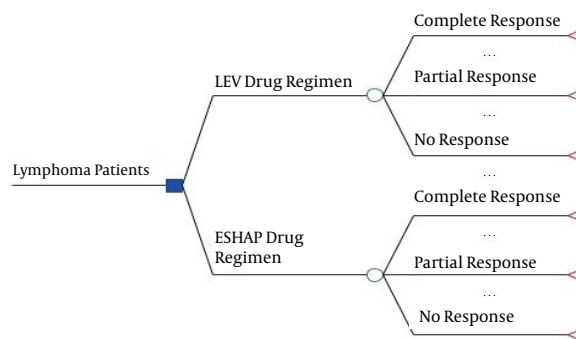 Complete Response
...
LEV Drug Regimen
Partial Response
...
No Response
...
Lymphoma Patients
Complete Response
...
ESHAP Drug
Regimen
Partial Response
...
No Response